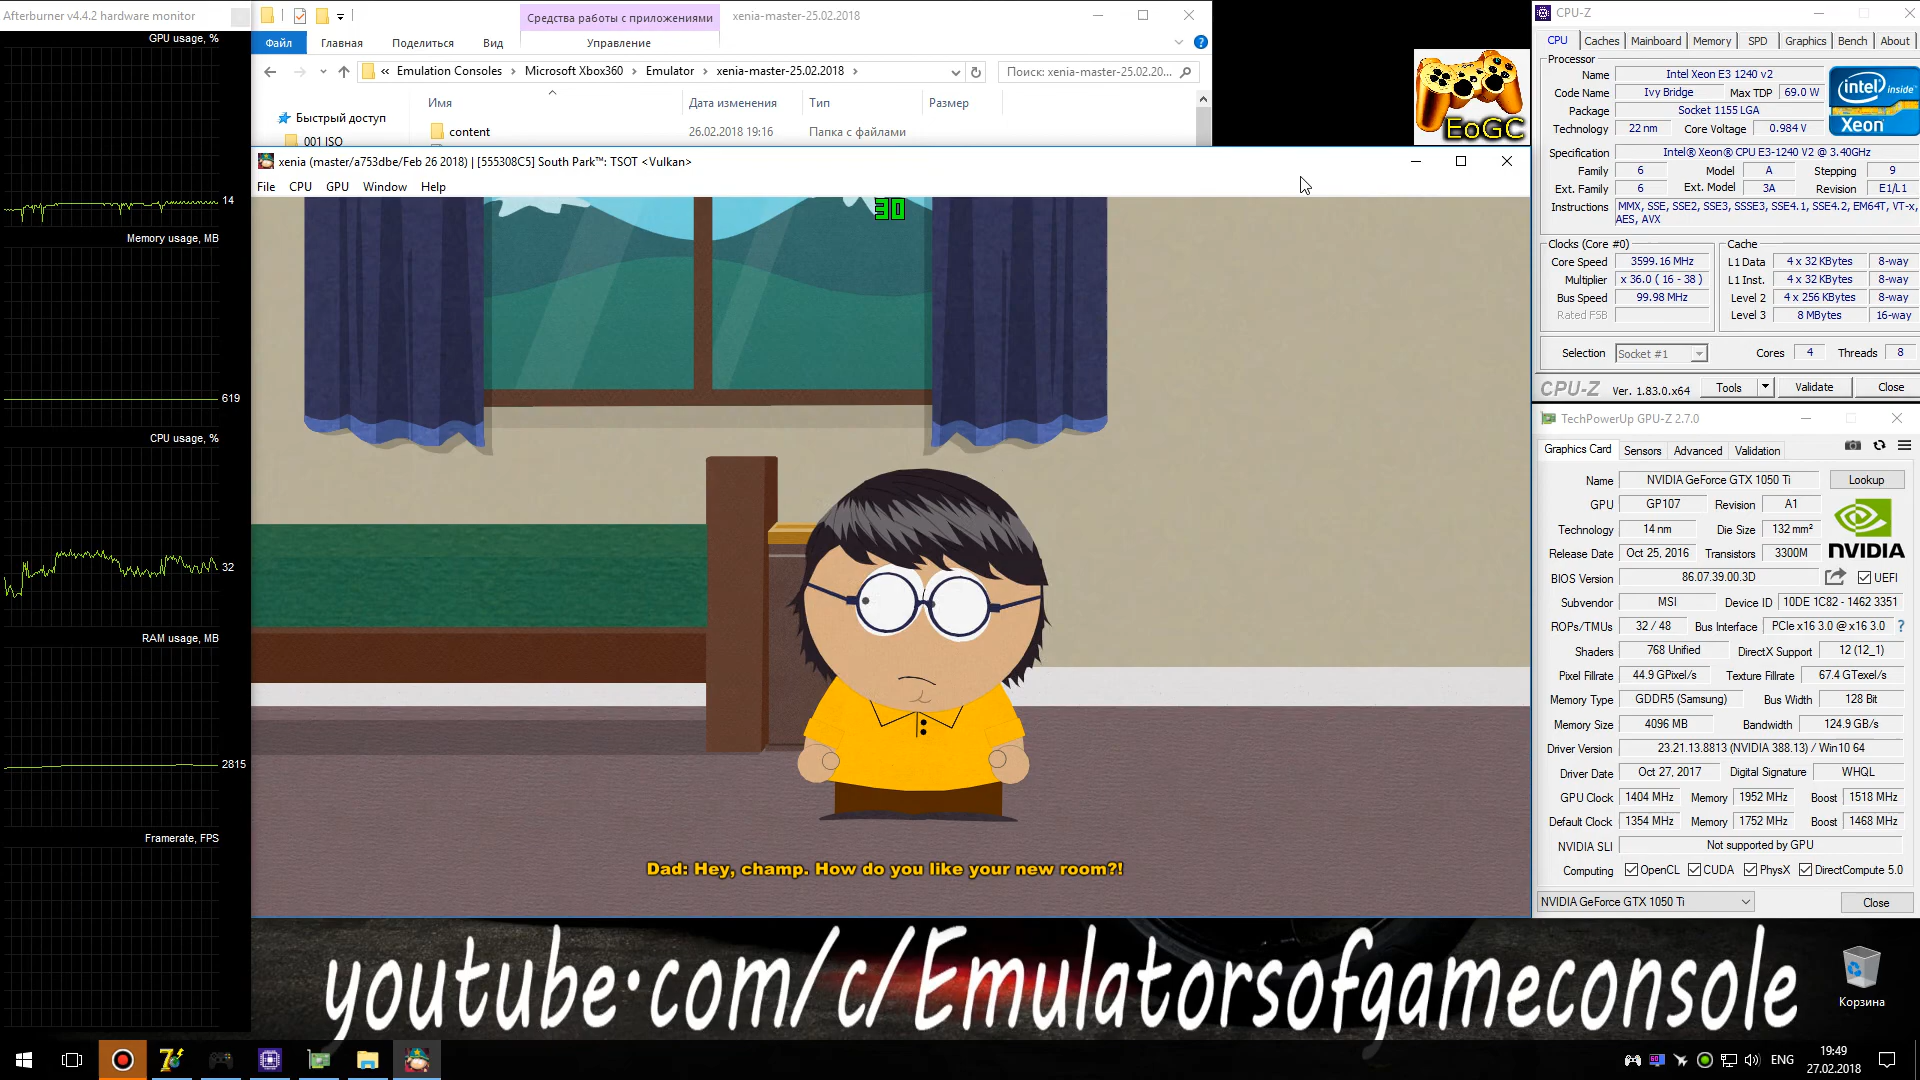 Afterburner v4.4.2 hardware monitor
GPU usage, %
14
Memory usage, MB
619
CPU usage, %
32
RAM usage, MB
2815
Framerate, FPS
Средства работы с приложениями
xenia-master-25.02.2018
Файл
Главная
Поделиться
Вид
Управление
« Emulation Consoles > Microsoft Xbox360 > Emulator > xenia-master-25.02.2018 >
Поиск: xenia-master-25.02.20...
Имя
Дата изменения
Тип
Размер
Быстрый доступ
001 ISO
content
26.02.2018 19:16
Папка с файлами
EoGC
xenia (master/a753dbe/Feb 26 2018) | [555308C5] South Park™: TSOT <Vulkan>
File CPU GPU Window Help
30
Dad: Hey, champ. How do you like your new room?!
CPU-Z
CPU Caches Mainboard Memory SPD Graphics Bench About
Processor
Name Intel Xeon E3 1240 v2
Code Name Ivy Bridge Max TDP 69.0 W
Package Socket 1155 LGA
Technology 22 nm Core Voltage 0.984 V
intel inside™
Xeon
Specification Intel® Xeon® CPU E3-1240 V2 @ 3.40GHz
Family 6 Model A Stepping 9
Ext. Family 6 Ext. Model 3A Revision E1/L1
Instructions MMX, SSE, SSE2, SSE3, SSSE3, SSE4.1, SSE4.2, EM64T, VT-x,
AES, AVX
Clocks (Core #0)
Core Speed 3599.16 MHz
Multiplier x 36.0 ( 16 - 38 )
Bus Speed 99.98 MHz
Rated FSB
Cache
L1 Data 4 x 32 KBytes 8-way
L1 Inst. 4 x 32 KBytes 8-way
Level 2 4 x 256 KBytes 8-way
Level 3 8 MBytes 16-way
Selection Socket #1 Cores 4 Threads 8
CPU-Z Ver. 1.83.0.x64 Tools Validate Close
TechPowerUp GPU-Z 2.7.0
Graphics Card Sensors Advanced Validation
Name NVIDIA GeForce GTX 1050 Ti Lookup
GPU GP107 Revision A1
Technology 14 nm Die Size 132 mm²
Release Date Oct 25, 2016 Transistors 3300M
NVIDIA
BIOS Version 86.07.39.00.3D UEFI
Subvendor MSI Device ID 10DE 1C82 - 1462 3351
ROPs/TMUs 32 / 48 Bus Interface PCIe x16 3.0 @ x16 3.0 ?
Shaders 768 Unified DirectX Support 12 (12_1)
Pixel Fillrate 44.9 GPixel/s Texture Fillrate 67.4 GTexel/s
Memory Type GDDR5 (Samsung) Bus Width 128 Bit
Memory Size 4096 MB Bandwidth 124.9 GB/s
Driver Version 23.21.13.8813 (NVIDIA 388.13) / Win10 64
Driver Date Oct 27, 2017 Digital Signature WHQL
GPU Clock 1404 MHz Memory 1952 MHz Boost 1518 MHz
Default Clock 1354 MHz Memory 1752 MHz Boost 1468 MHz
NVIDIA SLI Not supported by GPU
Computing OpenCL CUDA PhysX DirectCompute 5.0
NVIDIA GeForce GTX 1050 Ti Close
youtube.com/c/Emulatorsofgameconsole
Корзина
ENG
19:49
27.02.2018